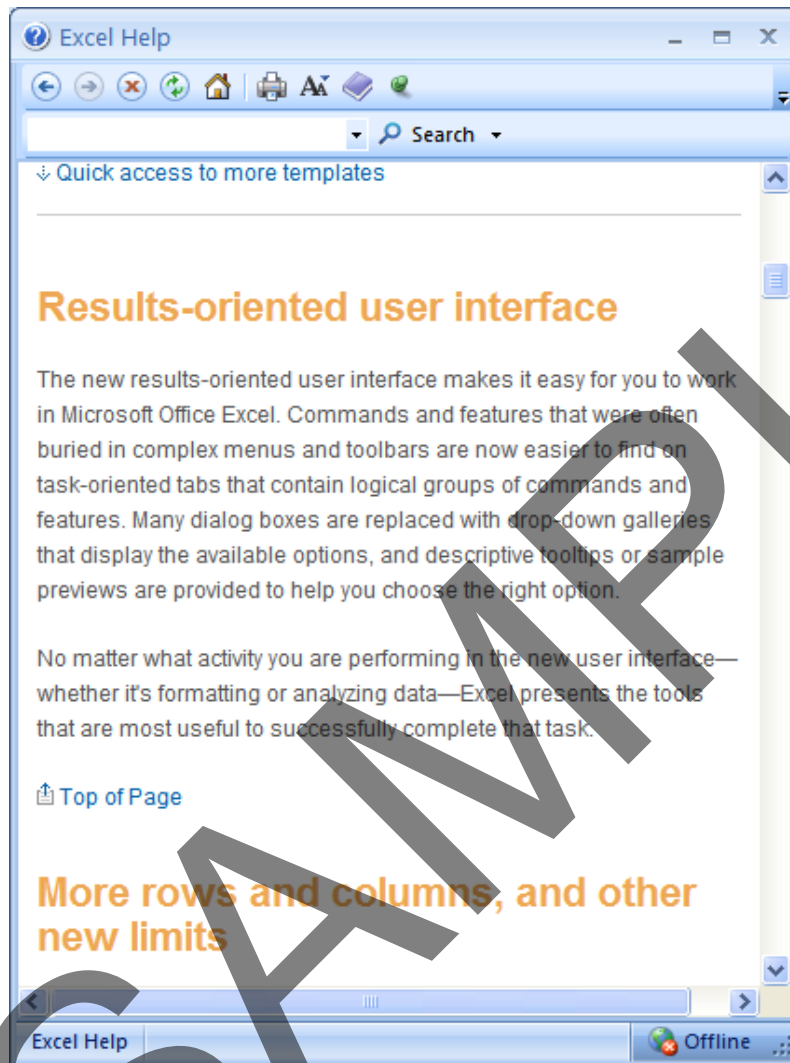 Excel Help
Search
Quick access to more templates
Results-oriented user interface
The new results-oriented user interface makes it easy for you to work
in Microsoft Office Excel. Commands and features that were often
buried in complex menus and toolbars are now easier to find on
task-oriented tabs that contain logical groups of commands and
features. Many dialog boxes are replaced with drop-down galleries
that display the available options, and descriptive tooltips or sample
previews are provided to help you choose the right option.
No matter what activity you are performing in the new user interface—
whether it's formatting or analyzing data—Excel presents the tools
that are most useful to successfully complete that task.
Top of Page
More rows and columns, and other
new limits
Excel Help
Offline